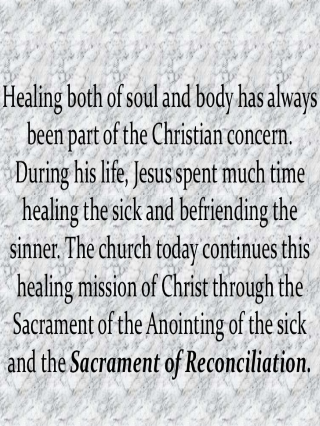 Healing both of soul and body has always
been part of the Christian concern.
During his life, Jesus spent much time
healing the sick and befriending the
sinner. The church today continues this
healing mission of Christ through the
Sacrament of the Anointing of the sick
and the Sacrament of Reconciliation.